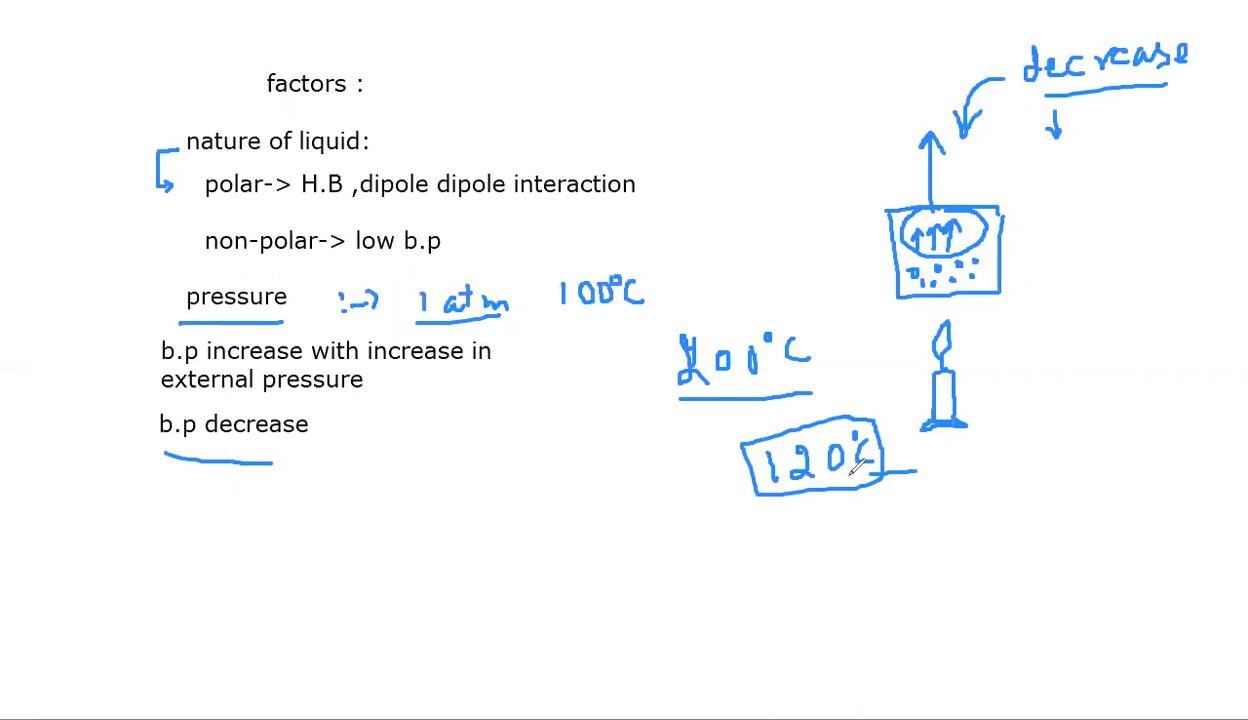 decrease
factors :
nature of liquid:
polar-> H.B ,dipole dipole interaction
non-polar-> low b.p
pressure :-> 1 atm 100°C
b.p increase with increase in
external pressure
b.p decrease
120°C